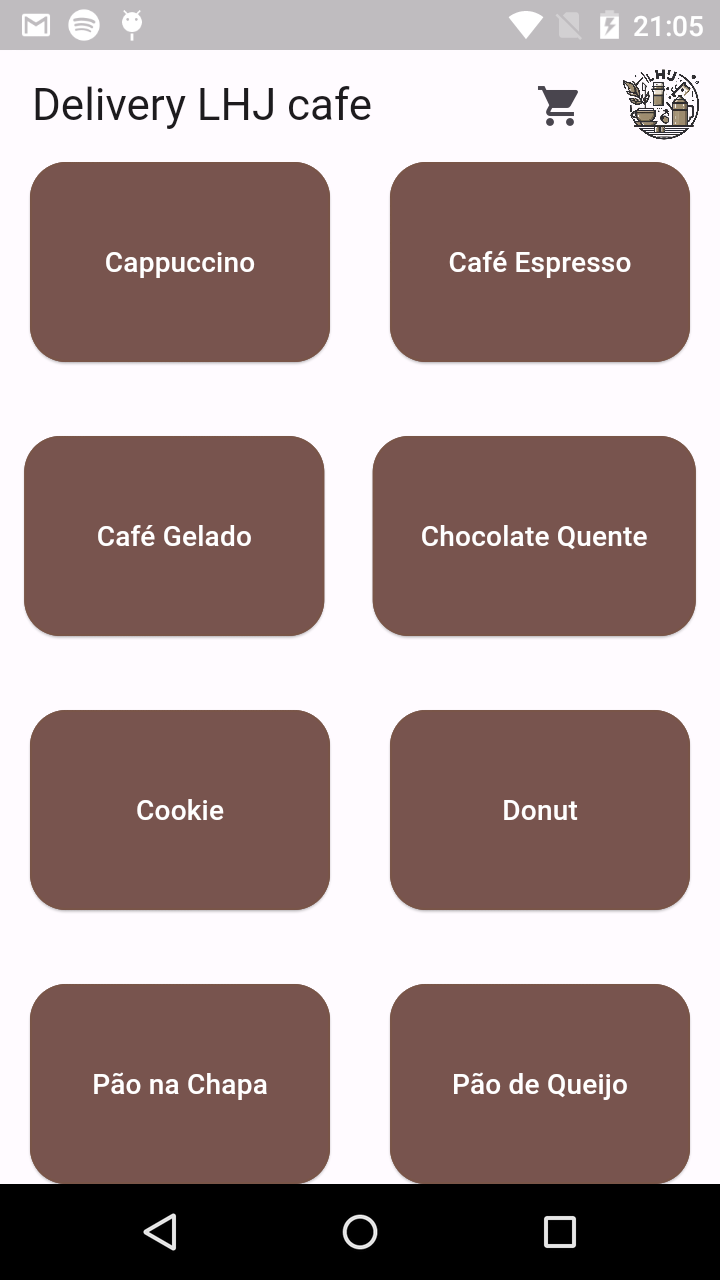 21:05
Delivery LHJ cafe
LHJ
Cappuccino
Café Espresso
Café Gelado
Chocolate Quente
Cookie
Donut
Pão na Chapa
Pão de Queijo